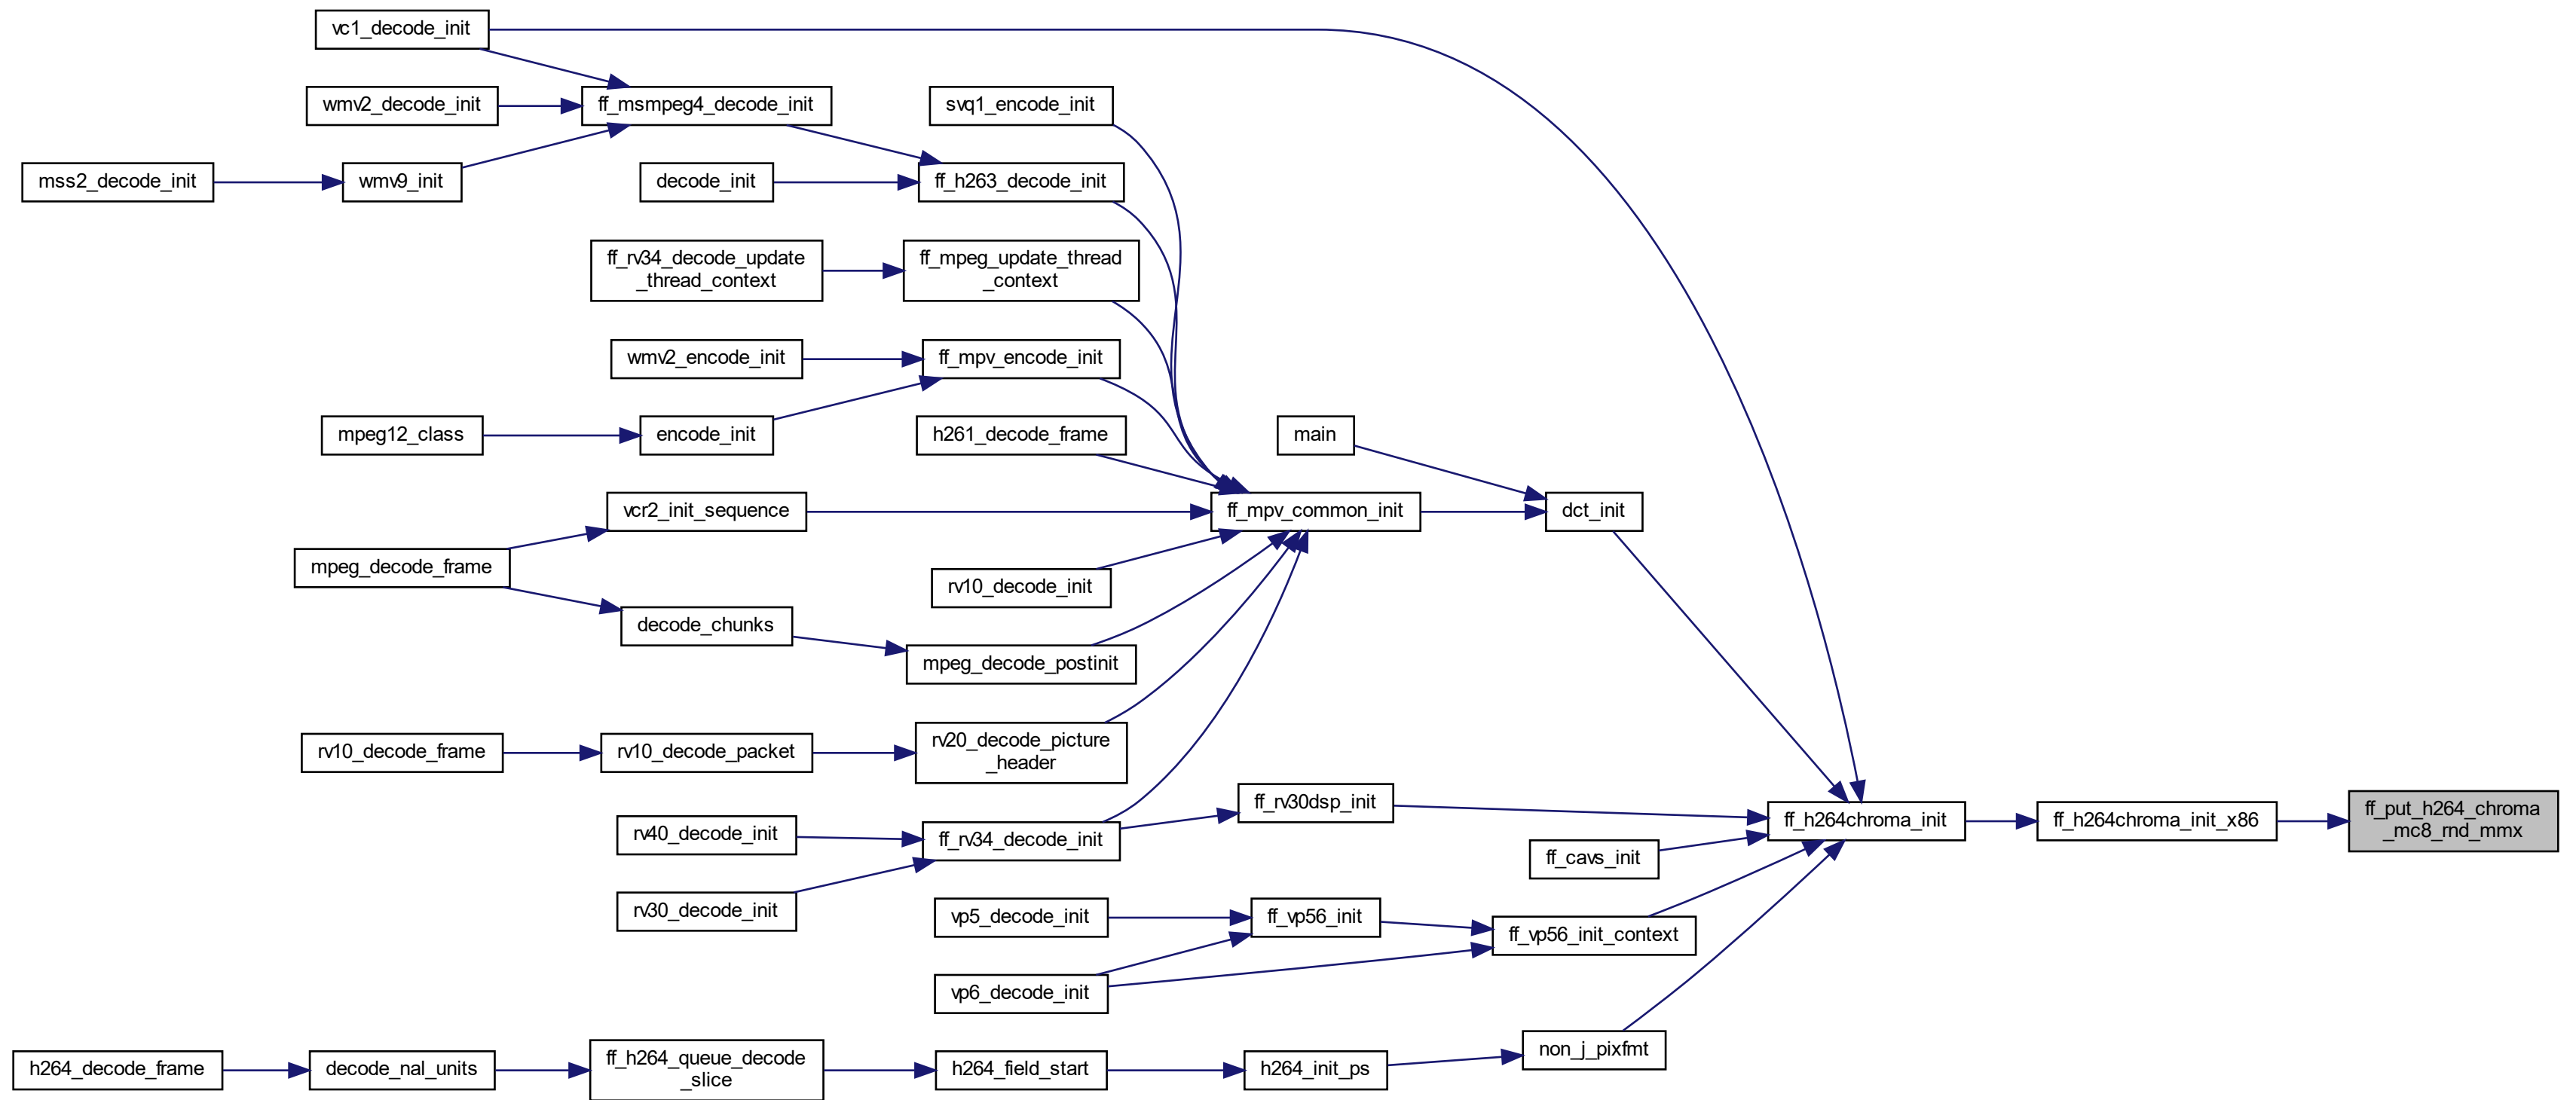 vc1_decode_init
wmv2_decode_init
ff_msmpeg4_decode_init
svq1_encode_init
mss2_decode_init
wmv9_init
decode_init
ff_h263_decode_init
ff_rv34_decode_update
_thread_context
ff_mpeg_update_thread
_context
wmv2_encode_init
ff_mpv_encode_init
mpeg12_class
encode_init
h261_decode_frame
main
vcr2_init_sequence
ff_mpv_common_init
dct_init
mpeg_decode_frame
rv10_decode_init
decode_chunks
mpeg_decode_postinit
rv10_decode_frame
rv10_decode_packet
rv20_decode_picture
_header
ff_rv30dsp_init
rv40_decode_init
ff_rv34_decode_init
ff_h264chroma_init
ff_h264chroma_init_x86
ff_put_h264_chroma
_mc8_rnd_mmx
ff_cavs_init
rv30_decode_init
vp5_decode_init
ff_vp56_init
ff_vp56_init_context
vp6_decode_init
non_j_pixfmt
h264_decode_frame
decode_nal_units
ff_h264_queue_decode
_slice
h264_field_start
h264_init_ps